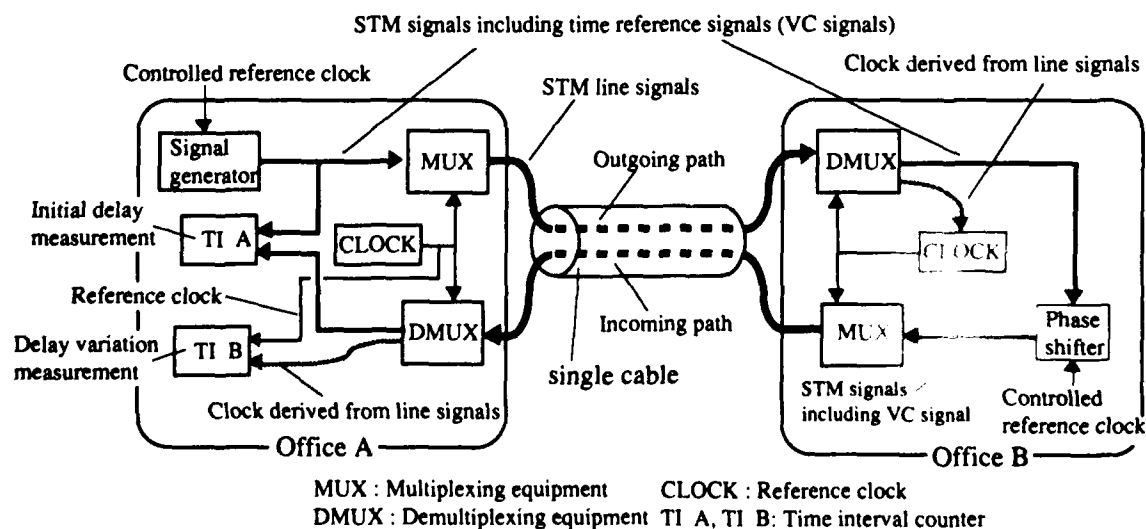 STM signals including time reference signals (VC signals)
Controlled reference clock
Clock derived from line signals
STM line signals
Signal
generator
MUX
Outgoing path
DMUX
Initial delay
measurement
TI A
CLOCK
CLOCK
Reference clock
Incoming path
DMUX
MUX
Phase
shifter
Delay variation
measurement
TI B
single cable
Clock derived from line signals
STM signals
including VC signal
Controlled
reference clock
Office A
Office B
MUX : Multiplexing equipment CLOCK : Reference clock
DMUX : Demultiplexing equipment TI A, TI B: Time interval counter